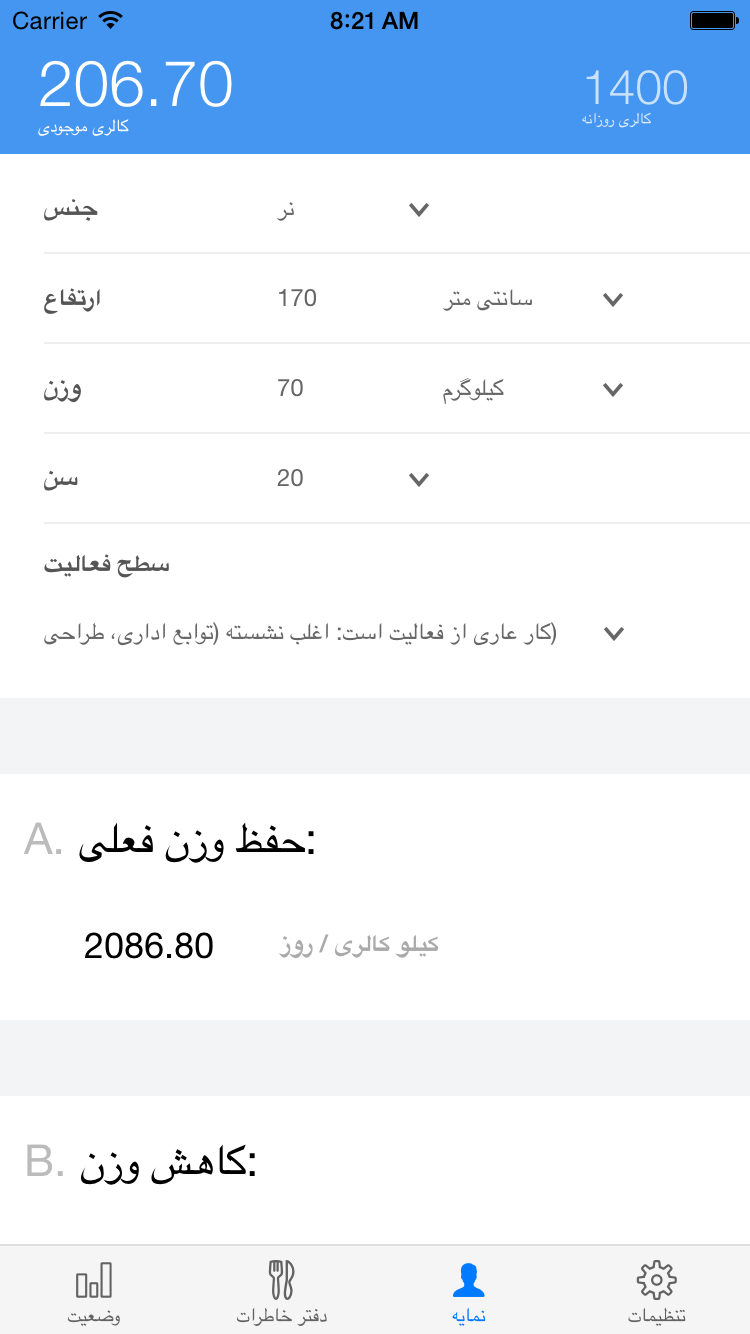 Carrier 8:21 AM
206.70 1400
کالری موجودی کالری روزانه
جنس نر
ارتفاع 170 سانتی متر
وزن 70 کیلوگرم
سن 20
سطح فعالیت
(کار عاری از فعالیت است: اغلب نشسته (توابع اداری، طراحی
A. حفظ وزن فعلی:
2086.80 کیلو کالری / روز
B. کاهش وزن:
وضعیت دفتر خاطرات نمایه تنظیمات